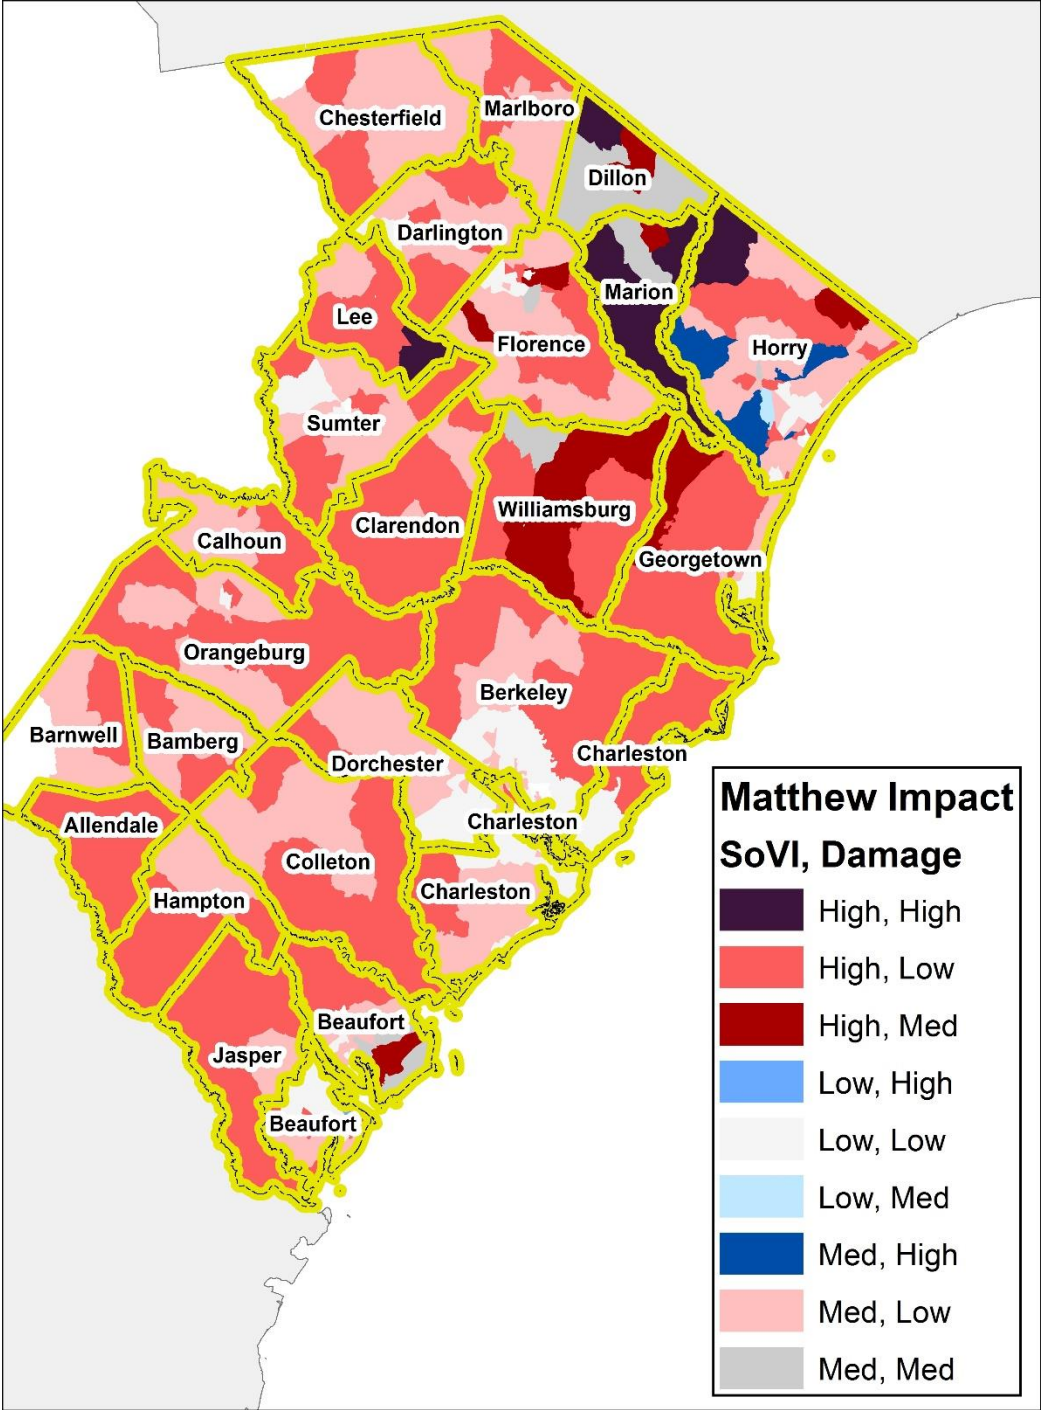 Chesterfield
Marlboro
Dillon
Darlington
Marion
Lee
Florence
Horry
Sumter
Williamsburg
Clarendon
Calhoun
Georgetown
Orangeburg
Berkeley
Barnwell
Bamberg
Charleston
Dorchester
Charleston
Allendale
Colleton
Charleston
Hampton
Beaufort
Jasper
Beaufort
Matthew Impact
SoVI, Damage
High, High
High, Low
High, Med
Low, High
Low, Low
Low, Med
Med, High
Med, Low
Med, Med